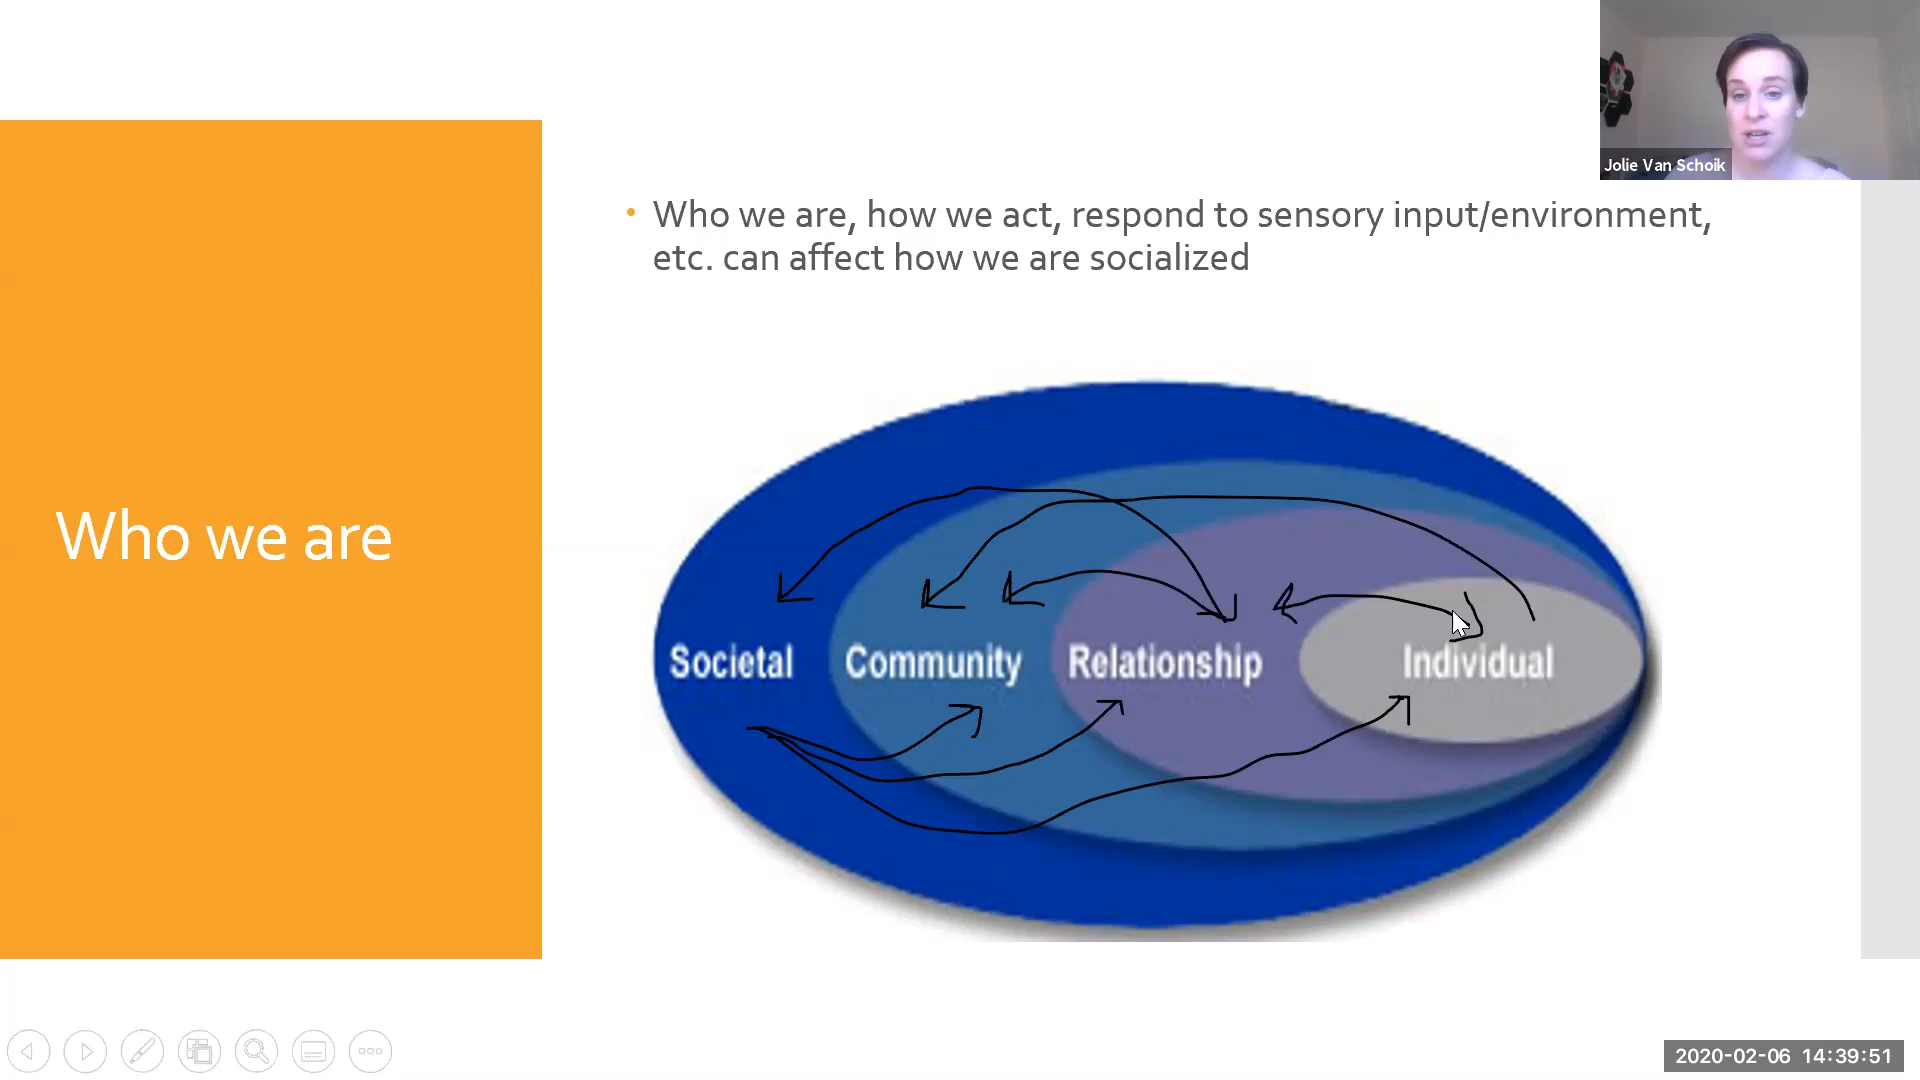 Jolie Van Schoik
• Who we are, how we act, respond to sensory input/environment,
etc. can affect how we are socialized
Who we are
Societal Community Relationship Individual
2020-02-06 14:39:51